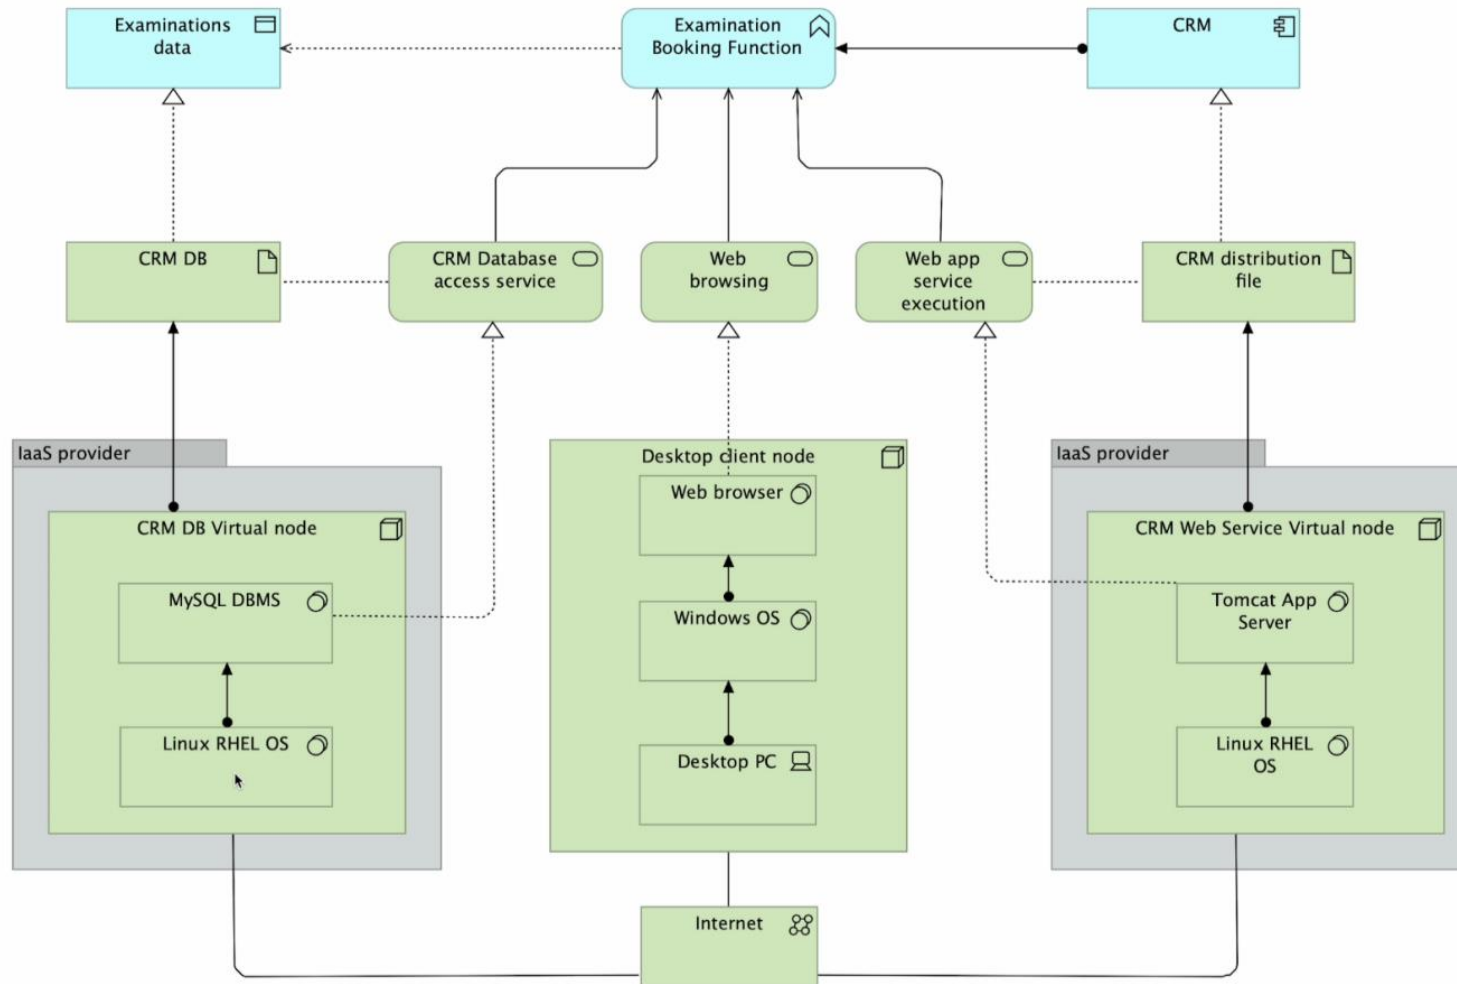 Examinations
data
Examination
Booking Function
CRM
CRM DB
CRM Database
access service
Web
browsing
Web app
service
execution
CRM distribution
file
IaaS provider
Desktop client node
IaaS provider
Web browser
CRM DB Virtual node
CRM Web Service Virtual node
MySQL DBMS
Windows OS
Tomcat App
Server
Linux RHEL OS
Desktop PC
Linux RHEL
OS
Internet